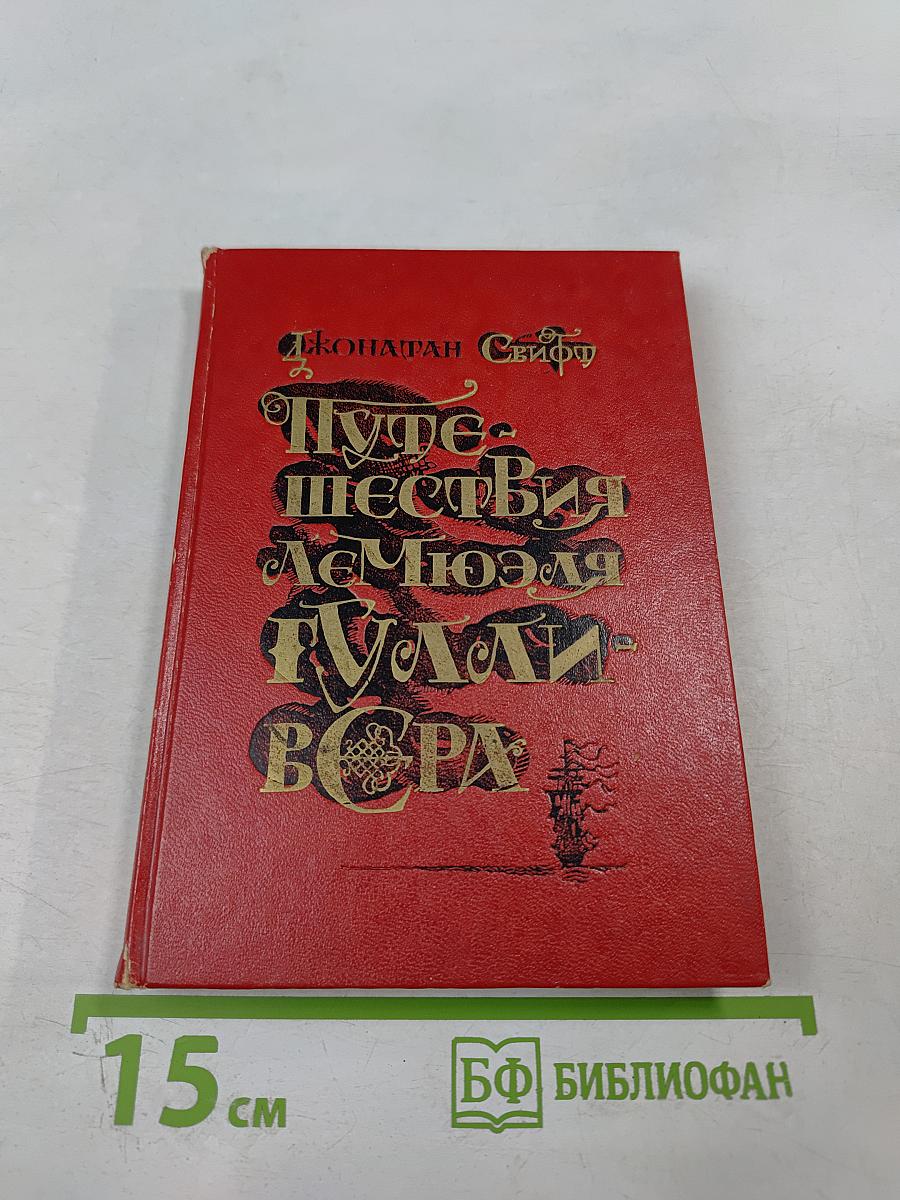 Джонатан Свифт
Путе-
шествия
Лемюэля
Гулли-
вера
15 см
БФ БИБЛИОФАН